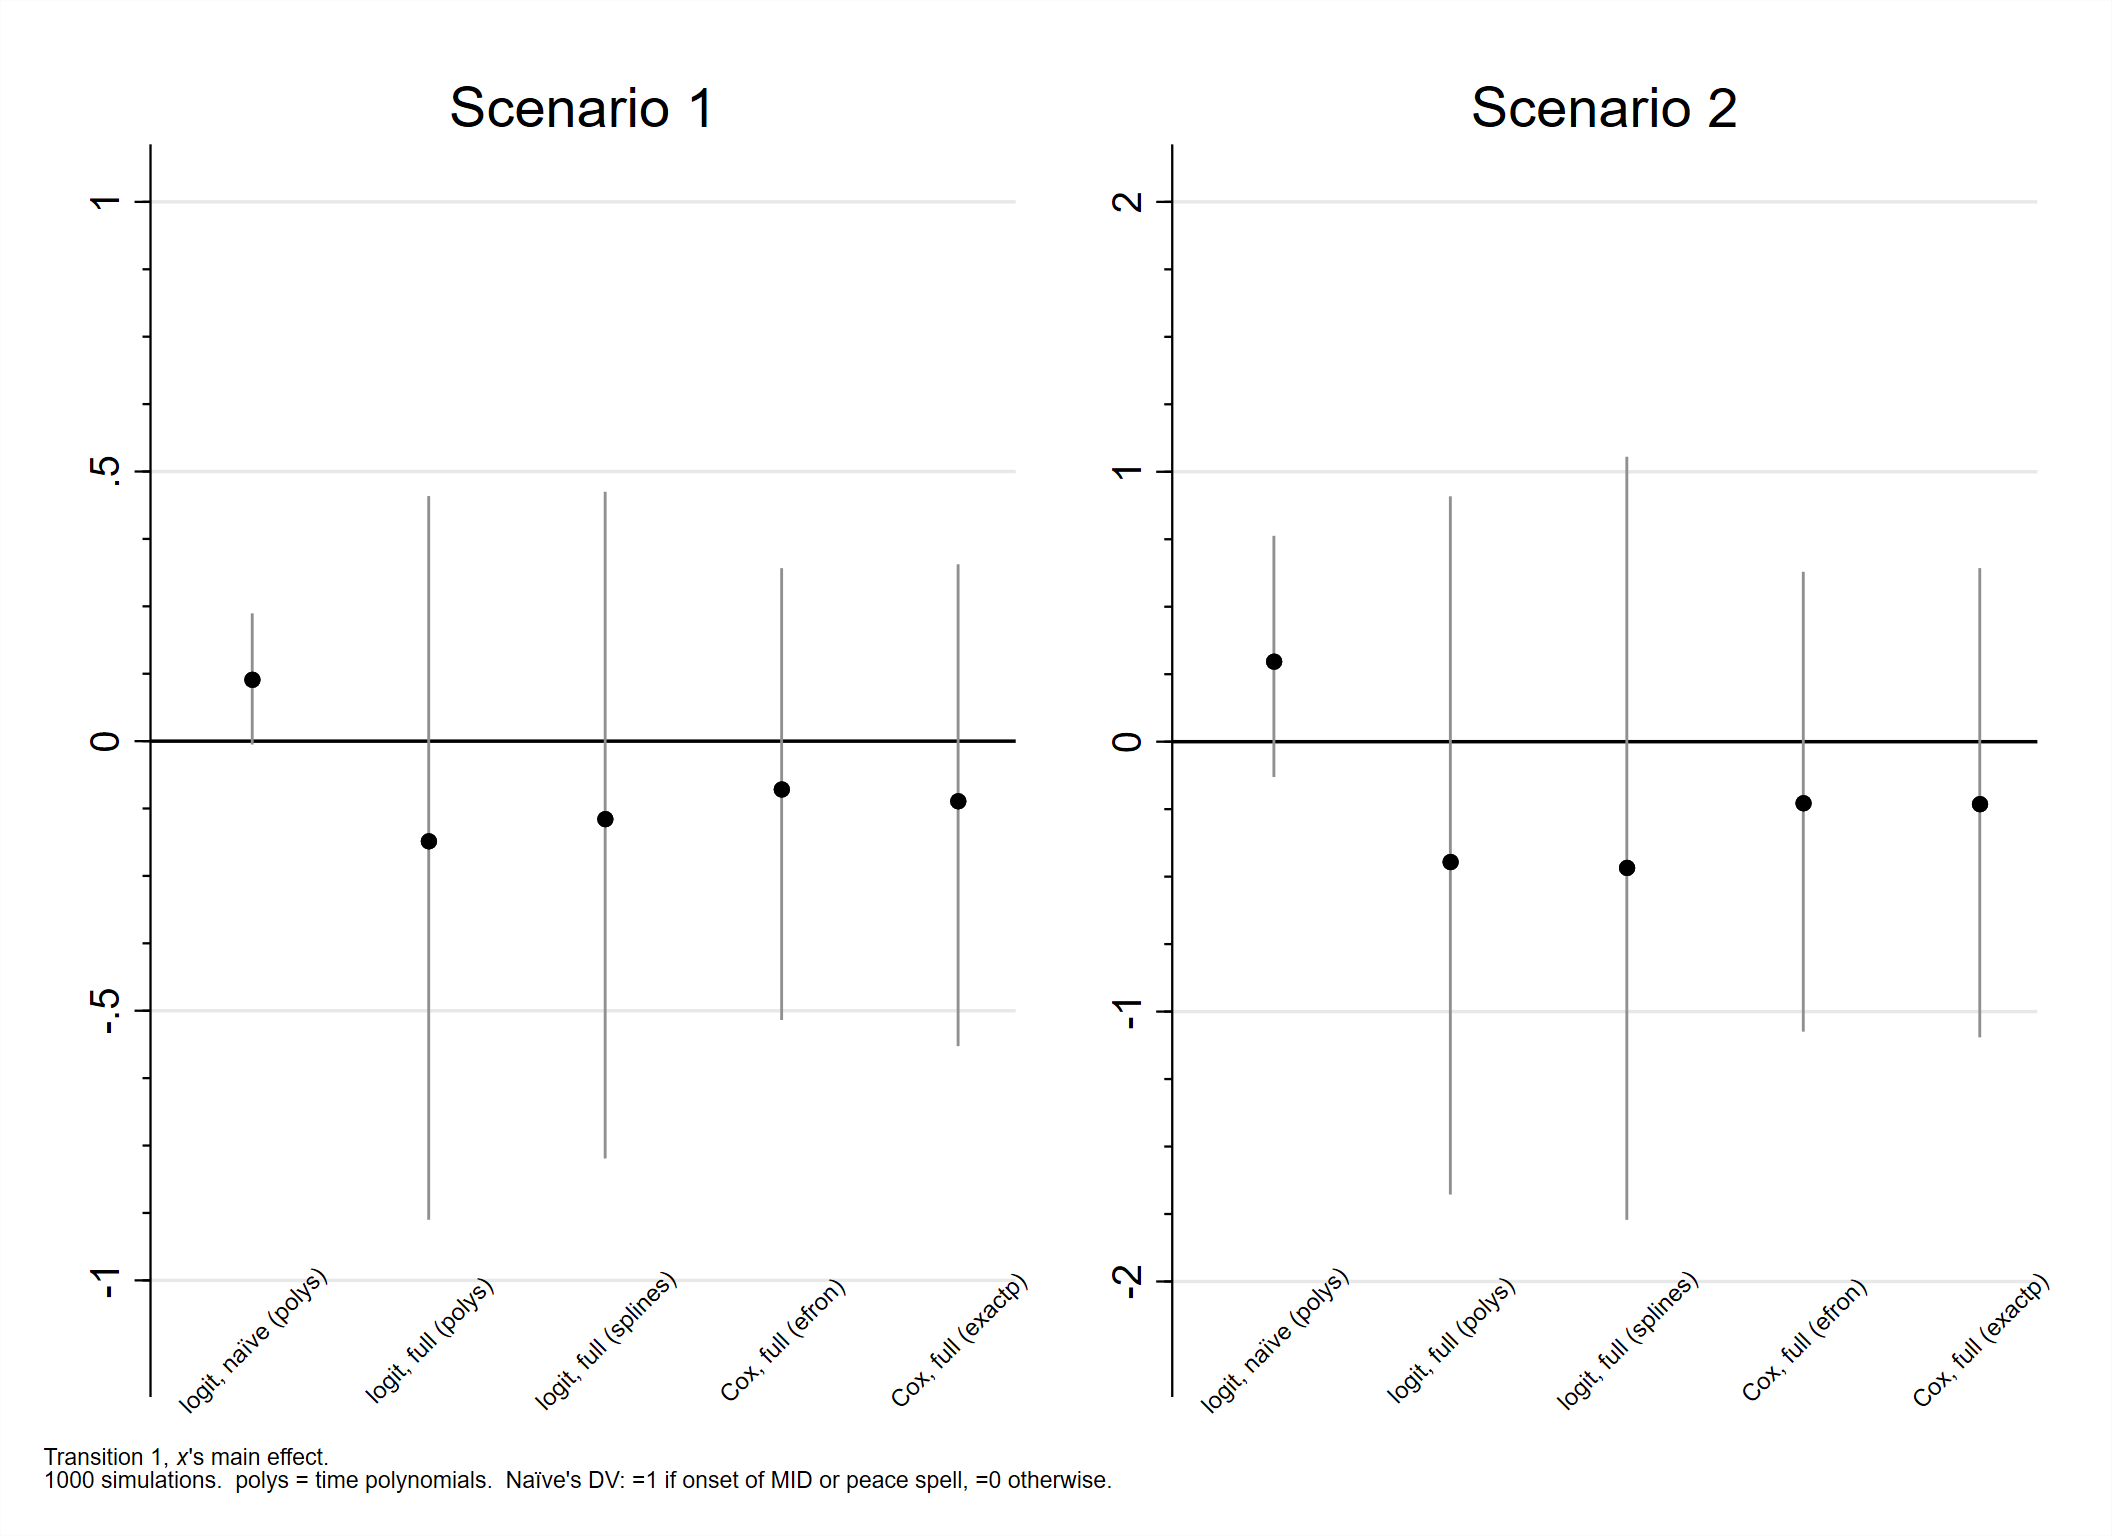 Scenario 1
1
.5
0
-.5
-1
logit, naïve (polys)
logit, full (polys)
logit, full (splines)
Cox, full (efron)
Cox, full (exactp)
Scenario 2
2
1
0
-1
-2
logit, naïve (polys)
logit, full (polys)
logit, full (splines)
Cox, full (efron)
Cox, full (exactp)
Transition 1, x's main effect.
1000 simulations.  polys = time polynomials.  Naïve's DV: =1 if onset of MID or peace spell, =0 otherwise.